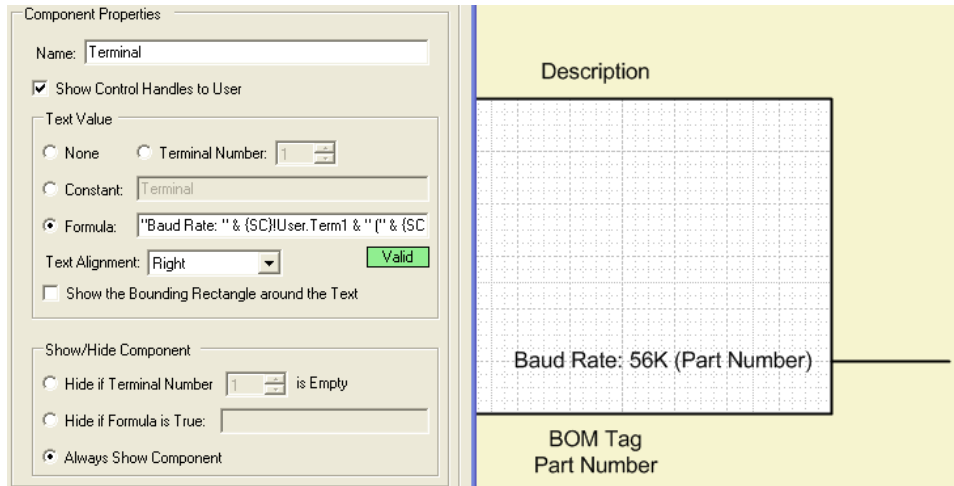 Component Properties
Name: Terminal
Show Control Handles to User
Text Value
None Terminal Number: 1
Constant: Terminal
Formula: "Baud Rate: " & {SC}!User.Term1 & " (" & {SC
Text Alignment: Right Valid
Show the Bounding Rectangle around the Text
Show/Hide Component
Hide if Terminal Number 1 is Empty
Hide if Formula is True:
Always Show Component
Description
Baud Rate: 56K (Part Number)
BOM Tag
Part Number